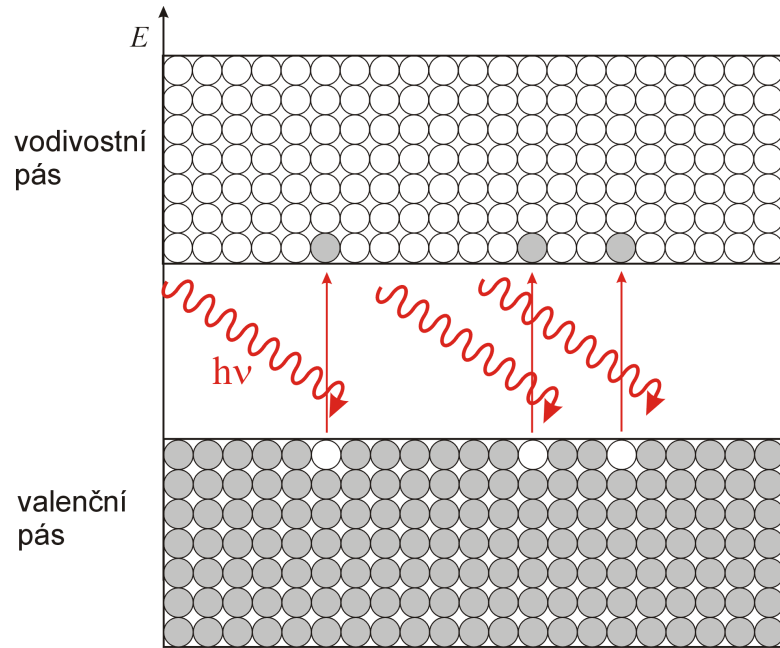 E
vodivostní
pás
hν
valenční
pás